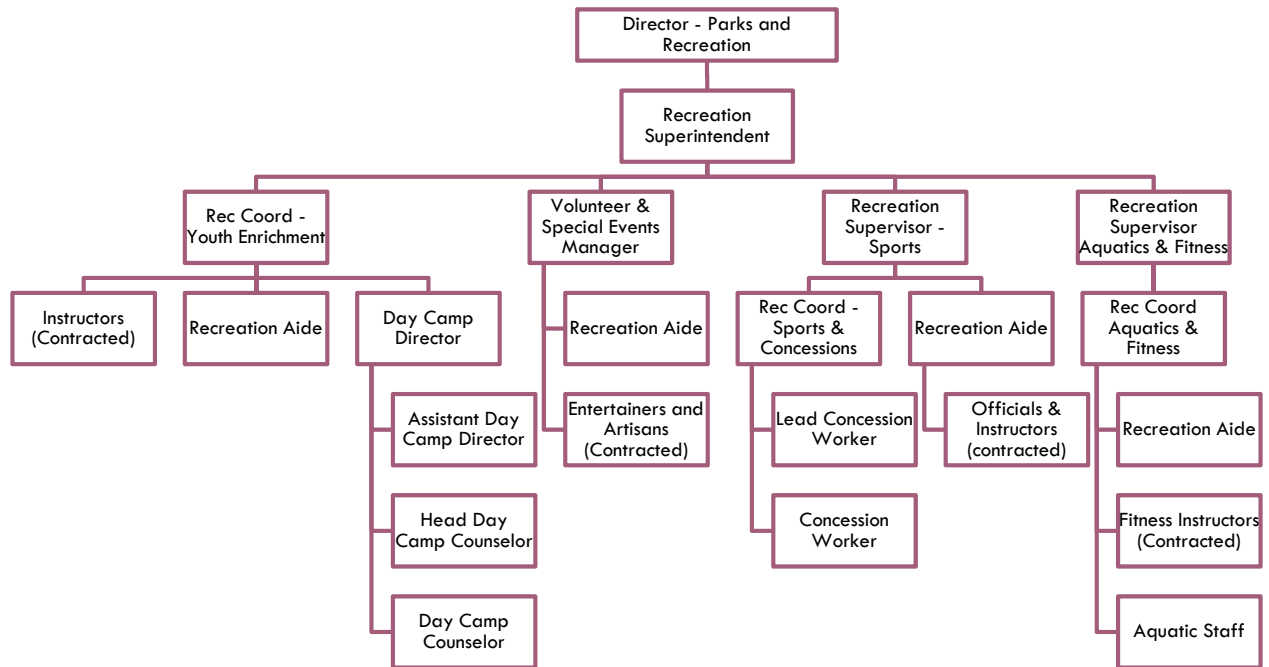 Director - Parks and
Recreation
Recreation
Superintendent
Rec Coord -
Youth Enrichment
Volunteer &
Special Events
Manager
Recreation
Supervisor -
Sports
Recreation
Supervisor
Aquatics & Fitness
Instructors
(Contracted)
Recreation Aide
Day Camp
Director
Recreation Aide
Rec Coord -
Sports &
Concessions
Recreation Aide
Rec Coord
Aquatics &
Fitness
Assistant Day
Camp Director
Entertainers and
Artisans
(Contracted)
Lead Concession
Worker
Officials &
Instructors
(contracted)
Recreation Aide
Head Day
Camp Counselor
Concession
Worker
Fitness Instructors
(Contracted)
Day Camp
Counselor
Aquatic Staff